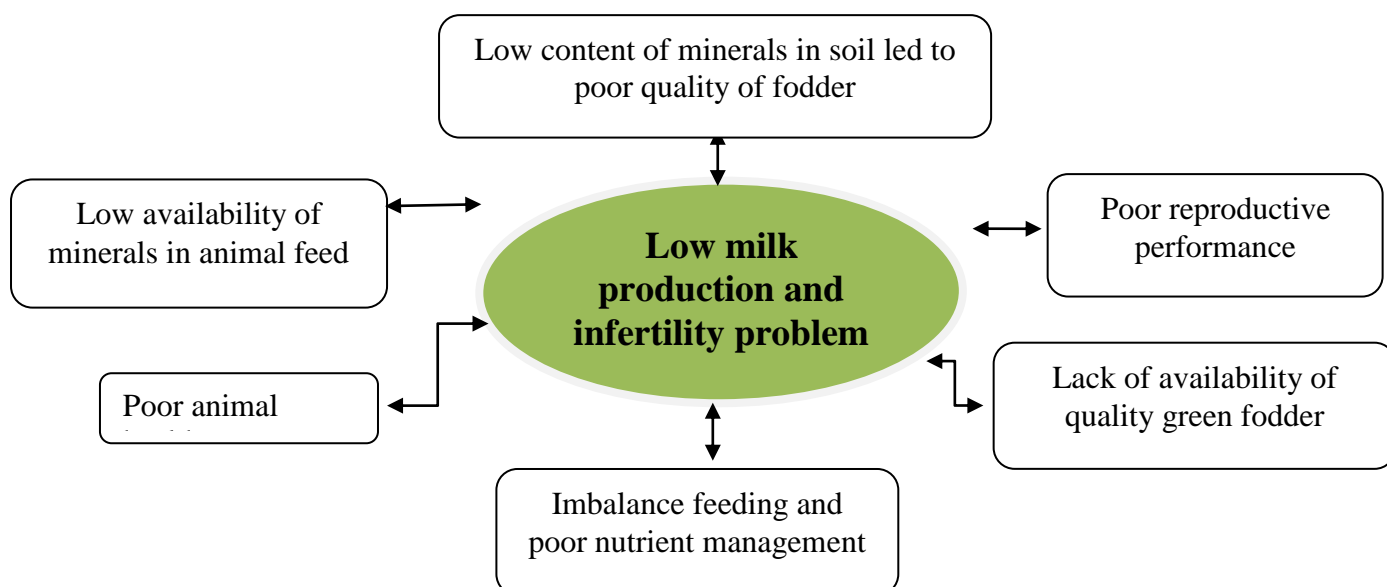 Low content of minerals in soil led to
poor quality of fodder
Low availability of
minerals in animal feed
Poor reproductive
performance
Low milk
production and
infertility problem
Poor animal
Lack of availability of
quality green fodder
Imbalance feeding and
poor nutrient management